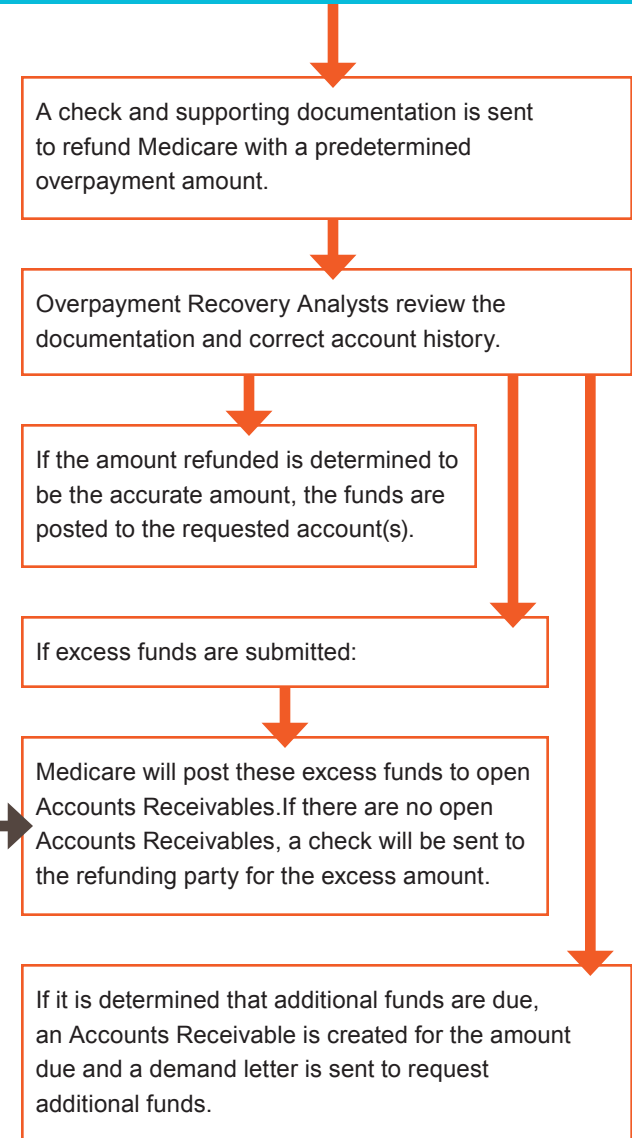 A check and supporting documentation is sent
to refund Medicare with a predetermined
overpayment amount.
Overpayment Recovery Analysts review the
documentation and correct account history.
If the amount refunded is determined to
be the accurate amount, the funds are
posted to the requested account(s).
If excess funds are submitted:
Medicare will post these excess funds to open
Accounts Receivables.If there are no open
Accounts Receivables, a check will be sent to
the refunding party for the excess amount.
If it is determined that additional funds are due,
an Accounts Receivable is created for the amount
due and a demand letter is sent to request
additional funds.